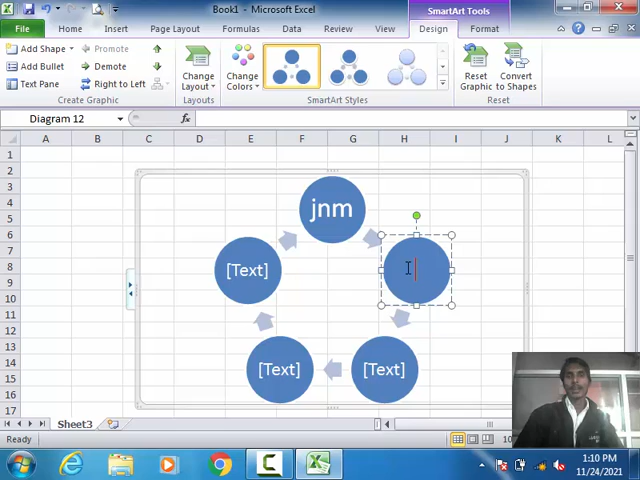 Book1 - Microsoft Excel
SmartArt Tools
File Home Insert Page Layout Formulas Data Review View Design Format
Add Shape Promote
Add Bullet Demote
Text Pane Right to Left
Create Graphic
Change Layout
Layouts
Change Colors
SmartArt Styles
Reset Graphic
Convert to Shapes
Reset
Diagram 12
fx
A B C D E F G H I J K L
1
2
3
4
5
6
7
8
9
10
11
12
13
14
15
16
17
jnm
[Text]
[Text]
[Text]
Sheet3
Ready
10
1:10 PM
11/24/2021